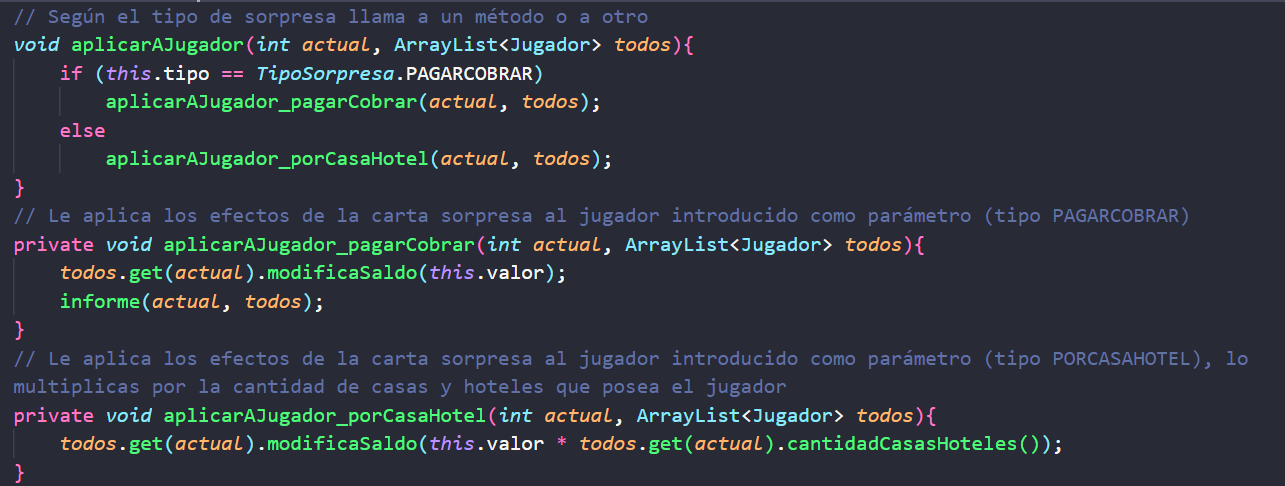 // Según el tipo de sorpresa llama a un método o a otro
void aplicarAJugador(int actual, ArrayList<Jugador> todos){
    if (this.tipo == TipoSorpresa.PAGARCOBRAR)
        aplicarAJugador_pagarCobrar(actual, todos);
    else
        aplicarAJugador_porCasaHotel(actual, todos);
}
// Le aplica los efectos de la carta sorpresa al jugador introducido como parámetro (tipo PAGARCOBRAR)
private void aplicarAJugador_pagarCobrar(int actual, ArrayList<Jugador> todos){
    todos.get(actual).modificaSaldo(this.valor);
    informe(actual, todos);
}
// Le aplica los efectos de la carta sorpresa al jugador introducido como parámetro (tipo PORCASAHOTEL), lo
multiplicas por la cantidad de casas y hoteles que posea el jugador
private void aplicarAJugador_porCasaHotel(int actual, ArrayList<Jugador> todos){
    todos.get(actual).modificaSaldo(this.valor * todos.get(actual).cantidadCasasHoteles());
}